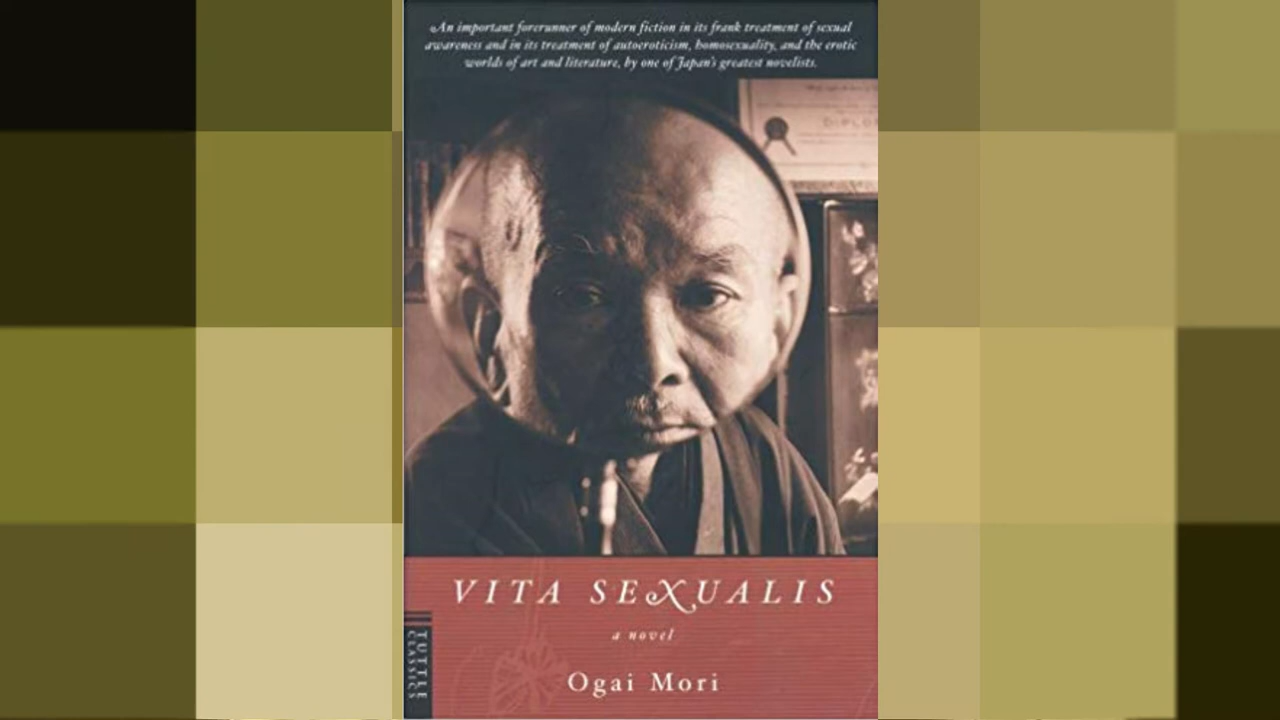 An important forerunner of modern fiction in its frank treatment of sexual
awareness and in its treatment of autoeroticism, homosexuality, and the erotic
worlds of art and literature, by one of Japan's greatest novelists.
VITA SEXUALIS
a novel
Ogai Mori
TUTTLE
CLASSICS